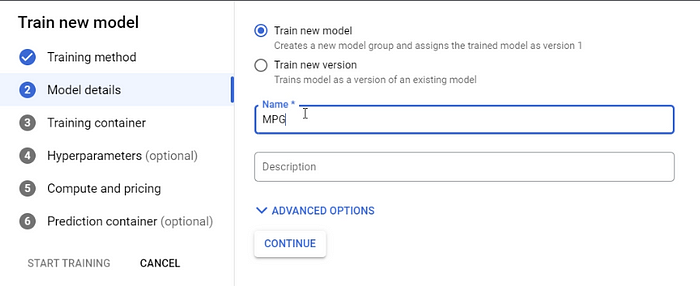 Train new model
Training method
2 Model details
3 Training container
4 Hyperparameters (optional)
5 Compute and pricing
6 Prediction container (optional)
START TRAINING CANCEL
Train new model
Creates a new model group and assigns the trained model as version 1
Train new version
Trains model as a version of an existing model
Name *
MPG
Description
ADVANCED OPTIONS
CONTINUE